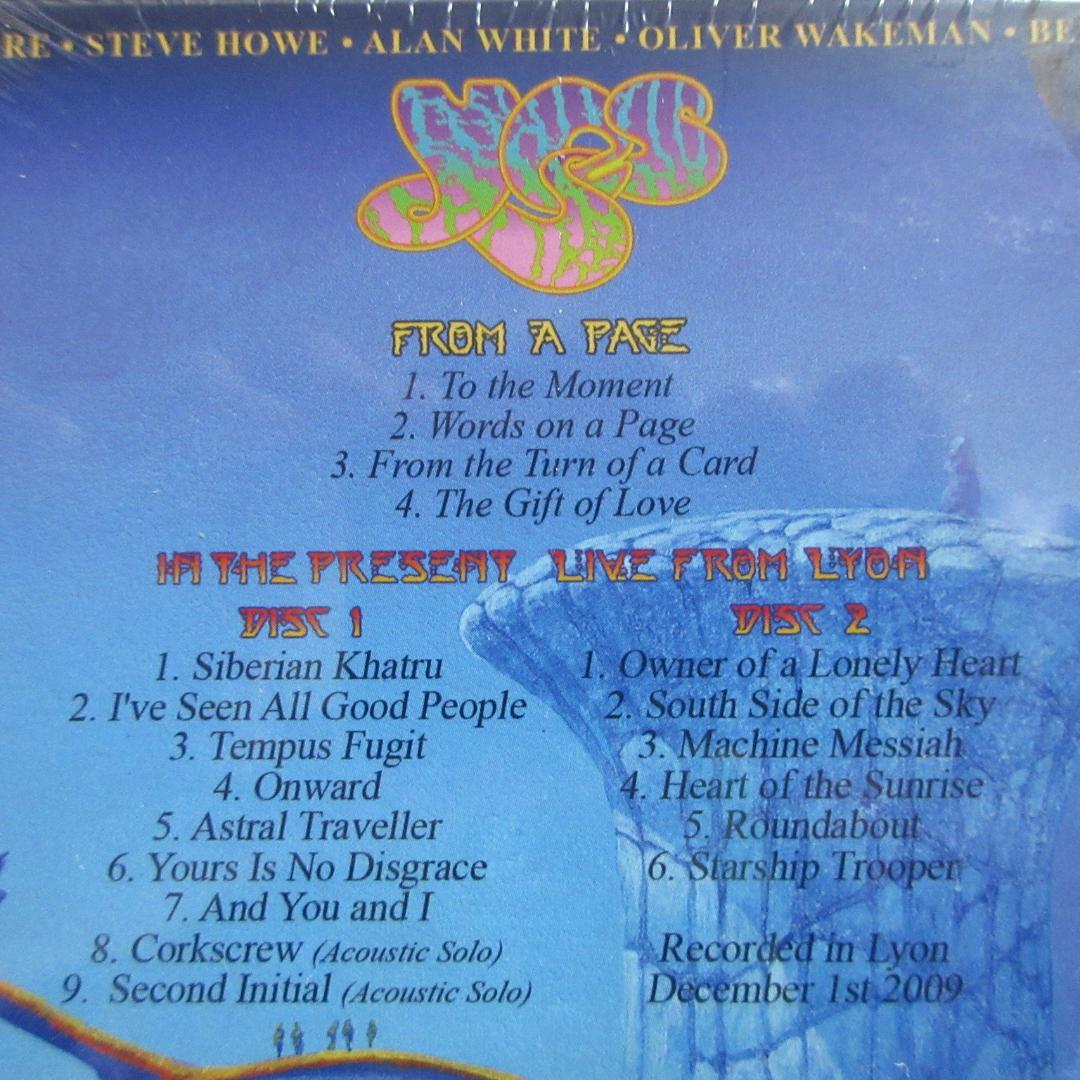 RE • STEVE HOWE • ALAN WHITE • OLIVER WAKEMAN • BE
YES
FROM A PAGE
1. To the Moment
2. Words on a Page
3. From the Turn of a Card
4. The Gift of Love
IN THE PRESENT LIVE FROM LYON
DISC 1
1. Siberian Khatru
2. I've Seen All Good People
3. Tempus Fugit
4. Onward
5. Astral Traveller
6. Yours Is No Disgrace
7. And You and I
8. Corkscrew (Acoustic Solo)
9. Second Initial (Acoustic Solo)
DISC 2
1. Owner of a Lonely Heart
2. South Side of the Sky
3. Machine Messiah
4. Heart of the Sunrise
5. Roundabout
6. Starship Trooper
Recorded in Lyon
December 1st 2009